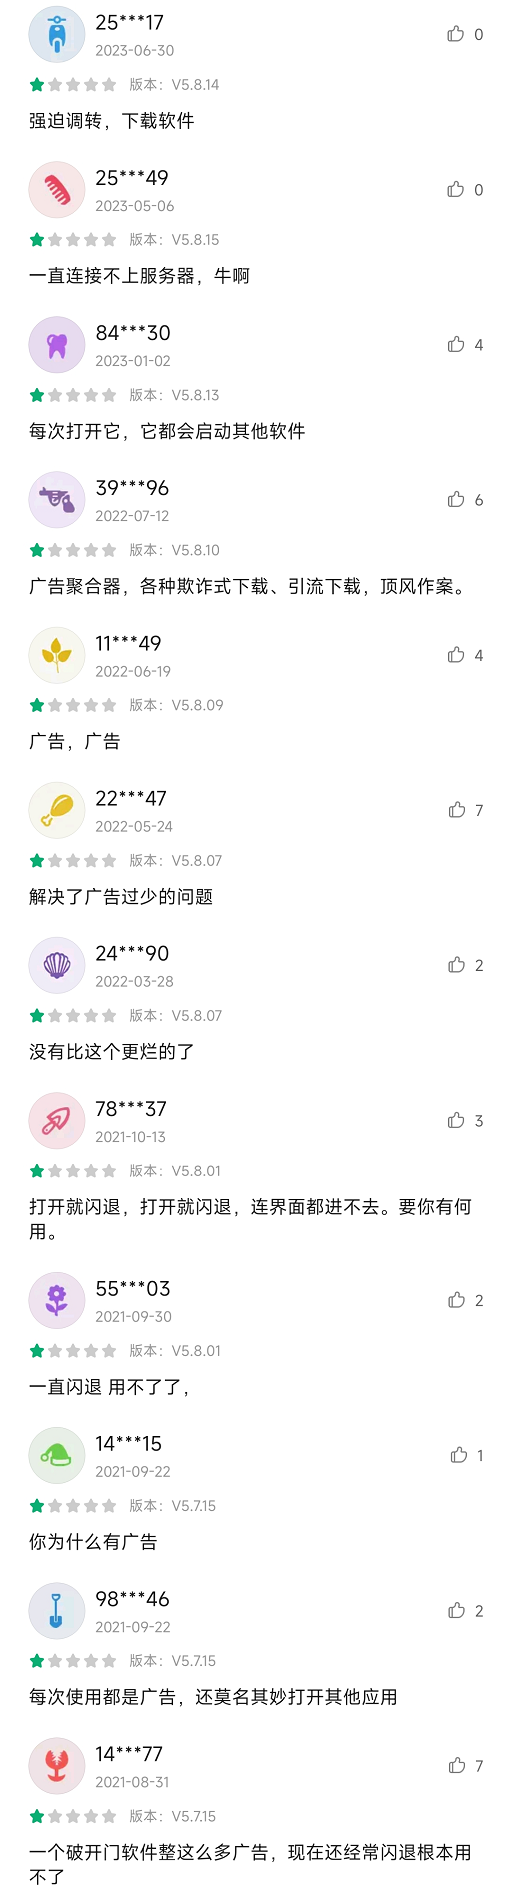 25***17
0
2023-06-30
版本：V5.8.14
强迫调转，下载软件
25***49
0
2023-05-06
版本：V5.8.15
一直连接不上服务器，牛啊
84***30
4
2023-01-02
版本：V5.8.13
每次打开它，它都会启动其他软件
39***96
6
2022-07-12
版本：V5.8.10
广告聚合器，各种欺诈式下载、引流下载，顶风作案。
11***49
4
2022-06-19
版本：V5.8.09
广告，广告
22***47
7
2022-05-24
版本：V5.8.07
解决了广告过少的问题
24***90
2
2022-03-28
版本：V5.8.07
没有比这个更烂的了
78***37
3
2021-10-13
版本：V5.8.01
打开就闪退，打开就闪退，连界面都进不去。要你有何
用。
55***03
2
2021-09-30
版本：V5.8.01
一直闪退 用不了了，
14***15
1
2021-09-22
版本：V5.7.15
你为什么有广告
98***46
2
2021-09-22
版本：V5.7.15
每次使用都是广告，还莫名其妙打开其他应用
14***77
7
2021-08-31
版本：V5.7.15
一个破开门软件整这么多广告，现在还经常闪退根本用
不了